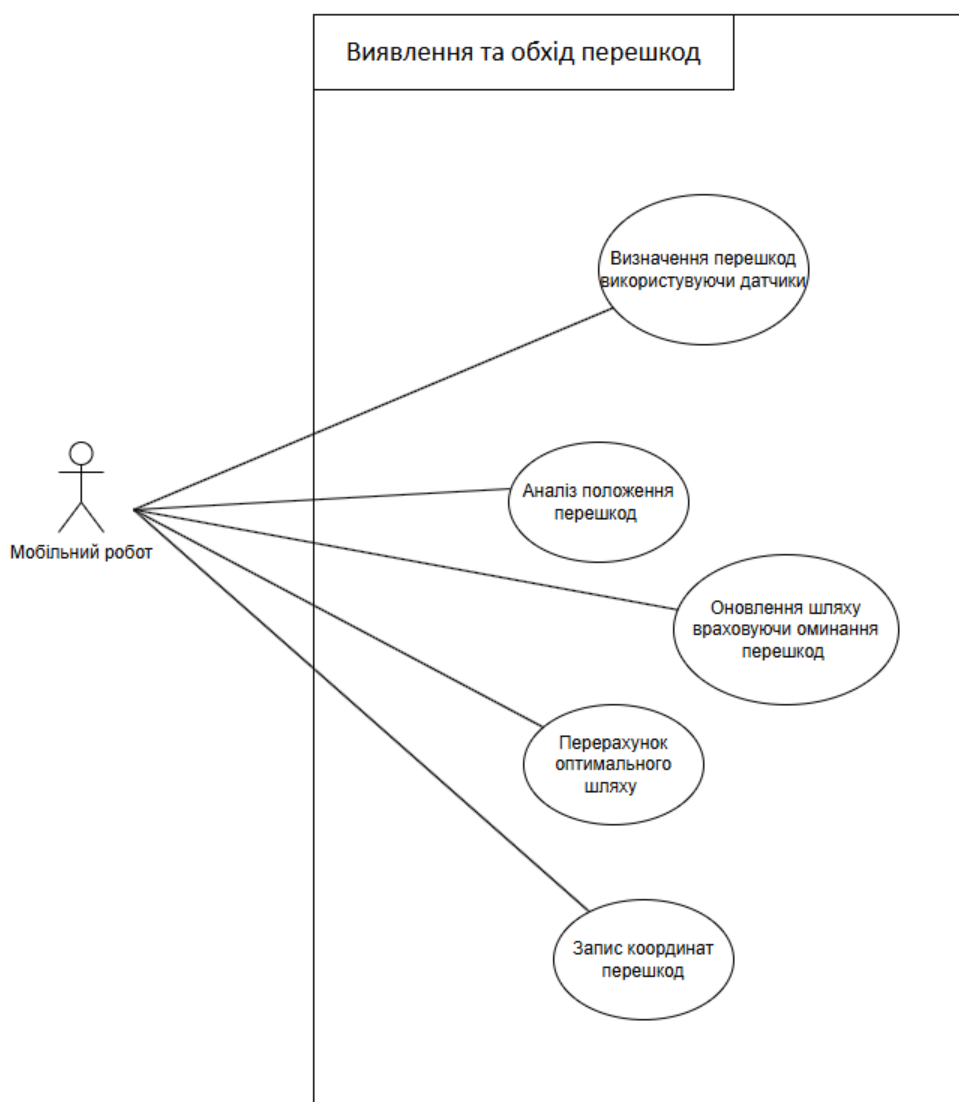 Виявлення та обхід перешкод
Визначення перешкод
використувуючи датчики
Аналіз положення
перешкод
Мобільний робот
Оновлення шляху
враховуючи оминання
перешкод
Перерахунок
оптимального
шляху
Запис координат
перешкод